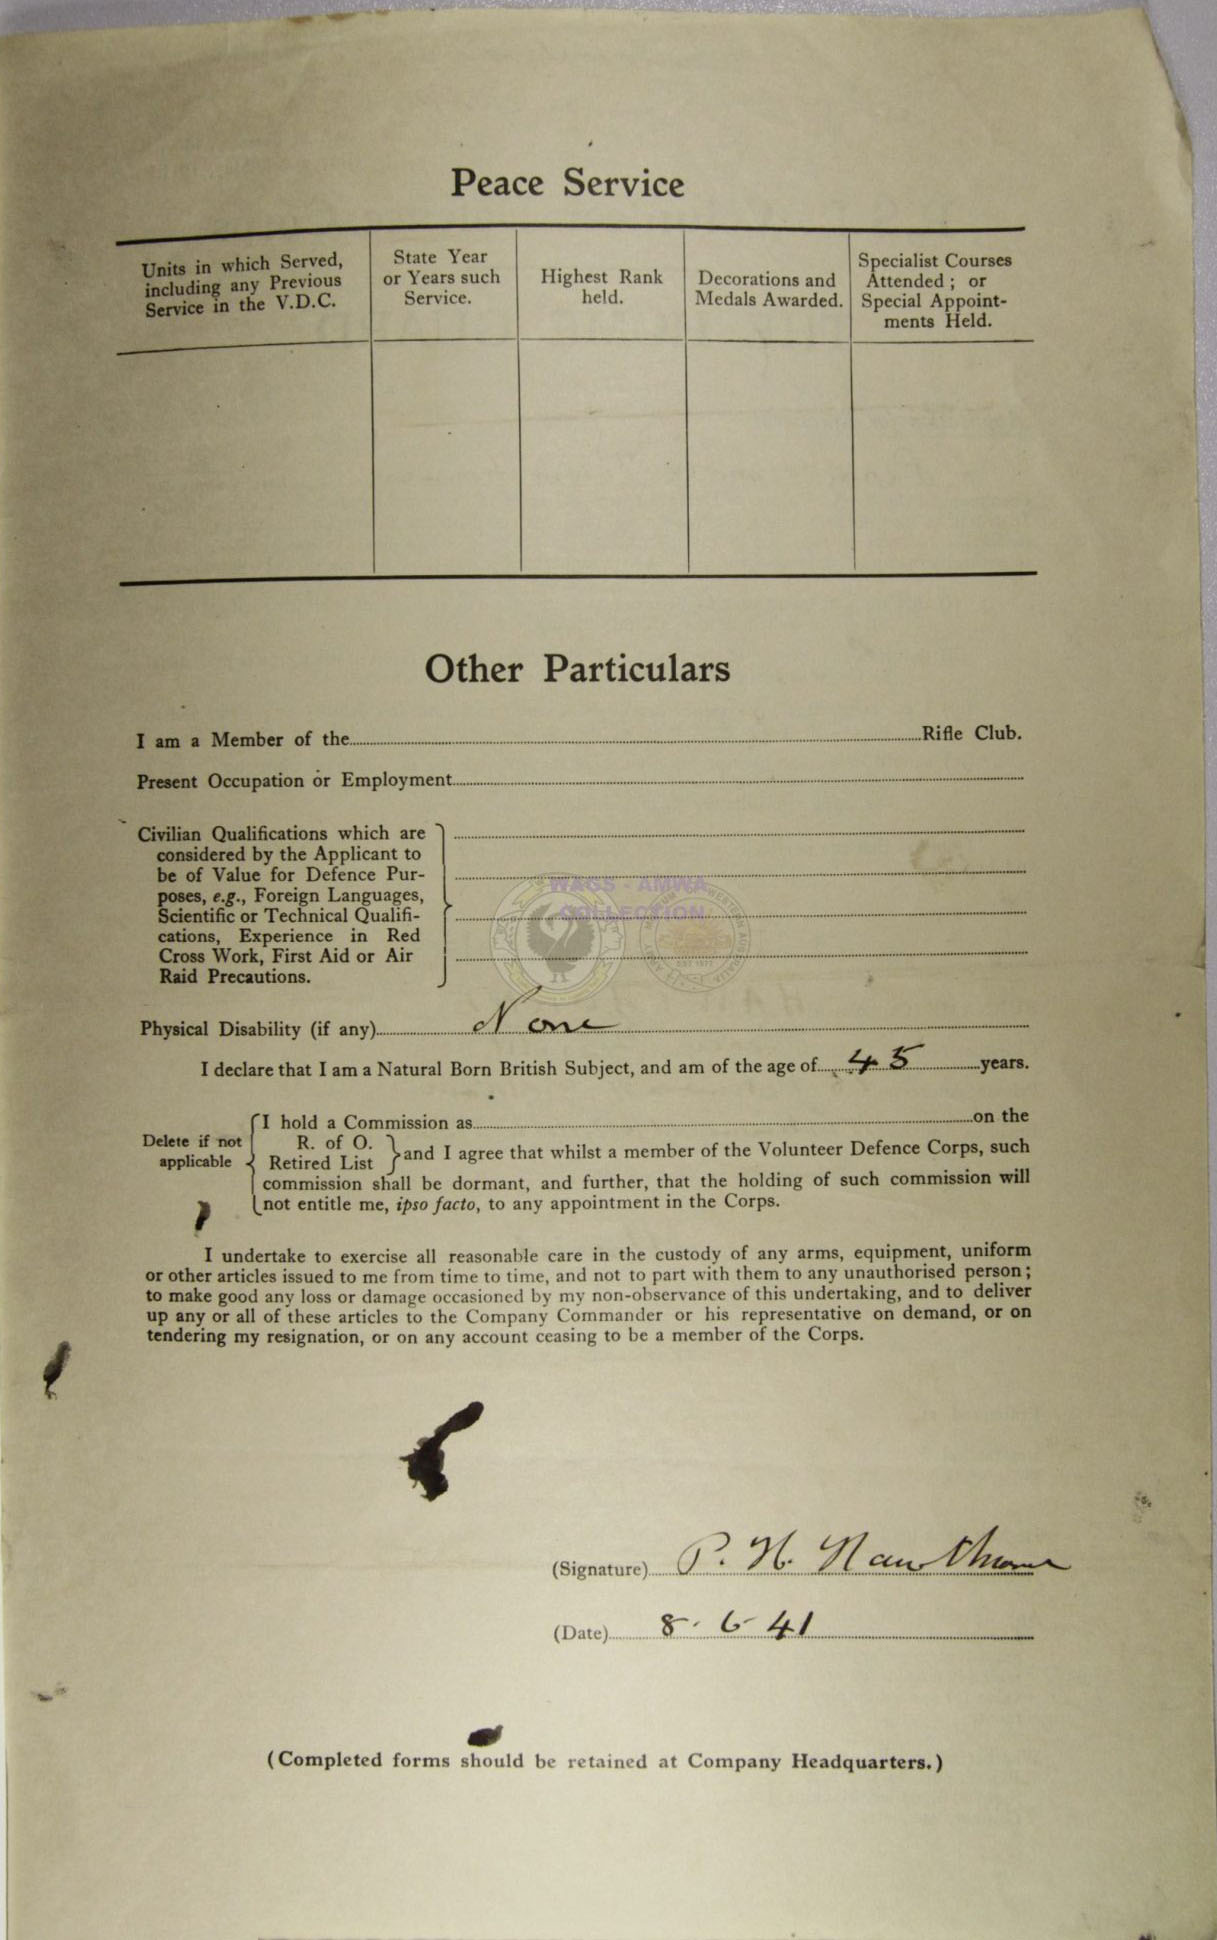 Peace Service
Units in which Served,
including any Previous
Service in the V.D.C.
State Year
or Years such
Service.
Highest Rank
held.
Decorations and
Medals Awarded.
Specialist Courses
Attended; or
Special Appoint-
ments Held.
Other Particulars
I am a Member of the Rifle Club.
Present Occupation or Employment
Civilian Qualifications which are
considered by the Applicant to
be of Value for Defence Pur-
poses, e.g., Foreign Languages,
Scientific or Technical Qualifi-
cations, Experience in Red
Cross Work, First Aid or Air
Raid Precautions.
WAGS - AMWA
COLLECTION
Physical Disability (if any) None
I declare that I am a Natural Born British Subject, and am of the age of 45 years.
Delete if not
applicable
I hold a Commission as on the
R. of O.
Retired List
and I agree that whilst a member of the Volunteer Defence Corps, such
commission shall be dormant, and further, that the holding of such commission will
not entitle me, ipso facto, to any appointment in the Corps.
I undertake to exercise all reasonable care in the custody of any arms, equipment, uniform
or other articles issued to me from time to time, and not to part with them to any unauthorised person;
to make good any loss or damage occasioned by my non-observance of this undertaking, and to deliver
up any or all of these articles to the Company Commander or his representative on demand, or on
tendering my resignation, or on any account ceasing to be a member of the Corps.
(Signature) P. H. Hawthorne
(Date) 8. 6. 41
(Completed forms should be retained at Company Headquarters.)